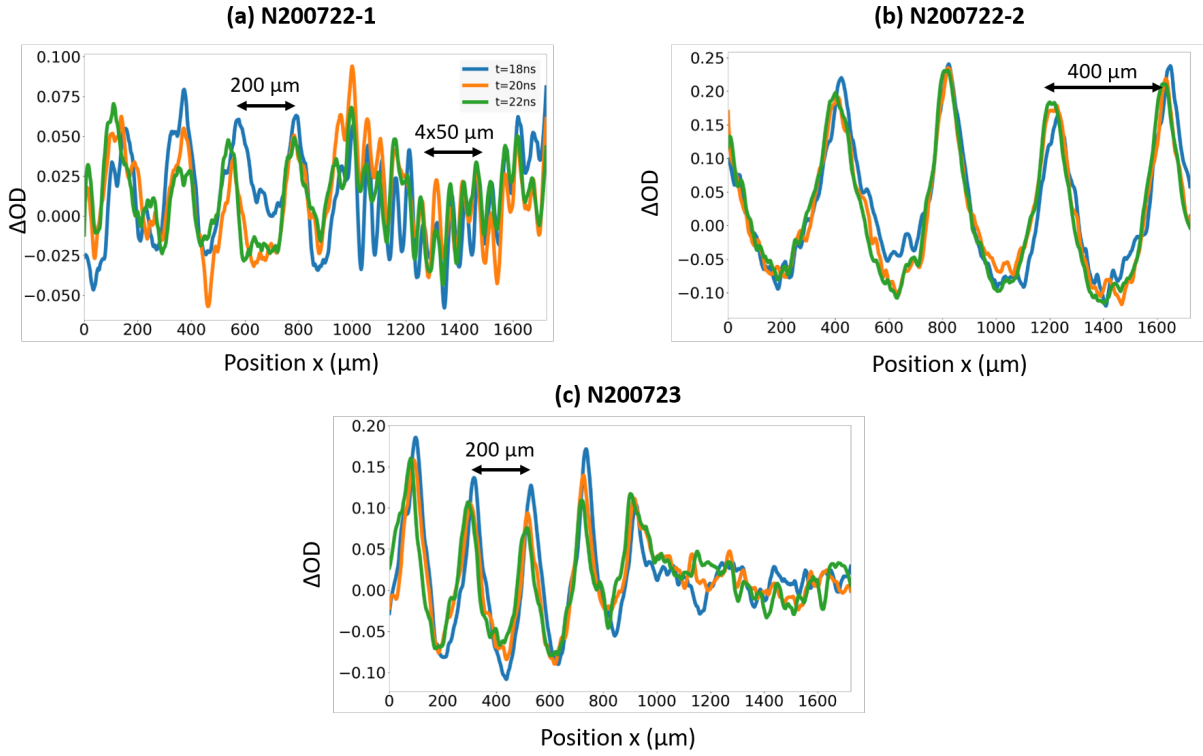 (a) N200722-1
0.100
0.075
0.050
0.025
0.000
−0.025
−0.050
ΔOD
200 µm
4x50 µm
t=18ns
t=20ns
t=22ns
0 200 400 600 800 1000 1200 1400 1600
Position x (µm)
(b) N200722-2
0.25
0.20
0.15
0.10
0.05
0.00
−0.05
−0.10
ΔOD
400 µm
0 200 400 600 800 1000 1200 1400 1600
Position x (µm)
(c) N200723
0.20
0.15
0.10
0.05
0.00
−0.05
−0.10
ΔOD
200 µm
0 200 400 600 800 1000 1200 1400 1600
Position x (µm)